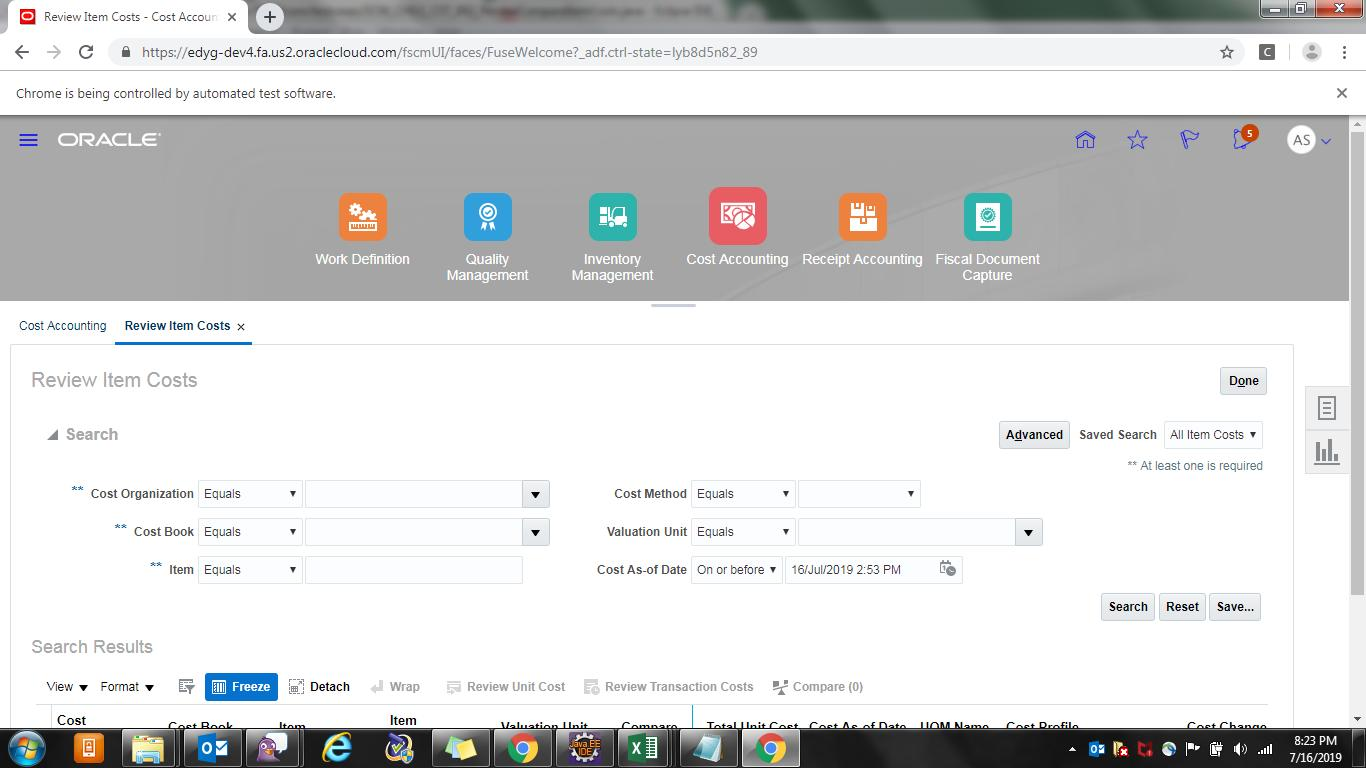 Review Item Costs - Cost Accoun
https://edyg-dev4.fa.us2.oraclecloud.com/fscmUI/faces/FuseWelcome?_adf.ctrl-state=lyb8d5n82_89
C
Chrome is being controlled by automated test software.
ORACLE
5
AS
Work Definition
Quality
Management
Inventory
Management
Cost Accounting
Receipt Accounting
Fiscal Document
Capture
Cost Accounting
Review Item Costs
Review Item Costs
Done
Search
Advanced
Saved Search
All Item Costs
** At least one is required
** Cost Organization Equals
Cost Method Equals
** Cost Book Equals
Valuation Unit Equals
** Item Equals
Cost As-of Date On or before 16/Jul/2019 2:53 PM
Search Reset Save...
Search Results
View Format Freeze Detach Wrap Review Unit Cost Review Transaction Costs Compare (0)
Cost
Cost Book
Item
Item
Valuation Unit
Compare
Total Unit Cost
Cost As-of Date
UOM Name
Cost Profile
Cost Change
Java EE
IDE
8:23 PM
7/16/2019